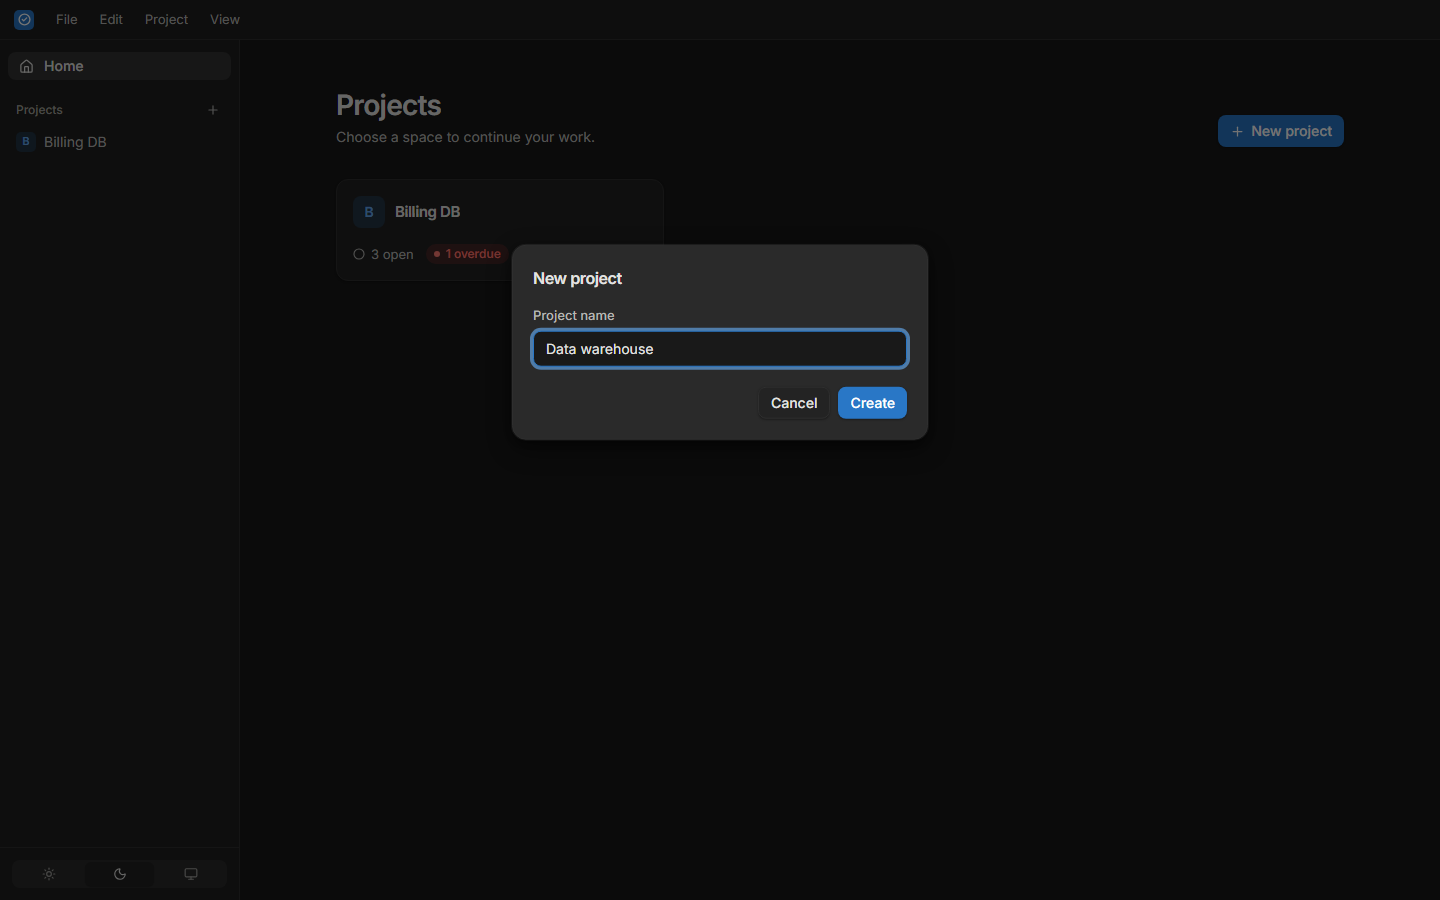 File Edit Project View
Home
Projects
B Billing DB
Projects
Choose a space to continue your work.
New project
B Billing DB
3 open 1 overdue
New project
Project name
Data warehouse
Cancel Create